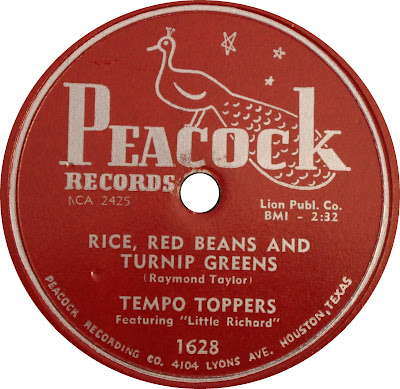 PEACOCK
RECORDS
ACA 2425
Lion Publ. Co.
BMI - 2:32
RICE, RED BEANS AND
TURNIP GREENS
(Raymond Taylor)
TEMPO TOPPERS
Featuring "Little Richard"
1628
PEACOCK RECORDING CO. 4104 LYONS AVE. HOUSTON, TEXAS